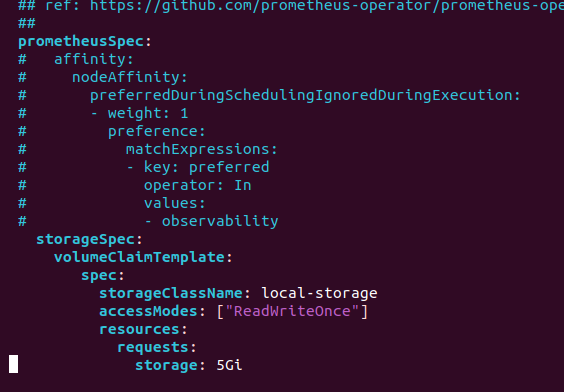 ## ref: https://github.com/prometheus-operator/prometheus-ope
##
prometheusSpec:
#   affinity:
#     nodeAffinity:
#       preferredDuringSchedulingIgnoredDuringExecution:
#       - weight: 1
#         preference:
#           matchExpressions:
#           - key: preferred
#             operator: In
#             values:
#             - observability
  storageSpec:
    volumeClaimTemplate:
       spec:
         storageClassName: local-storage
         accessModes: ["ReadWriteOnce"]
         resources:
           requests:
             storage: 5Gi